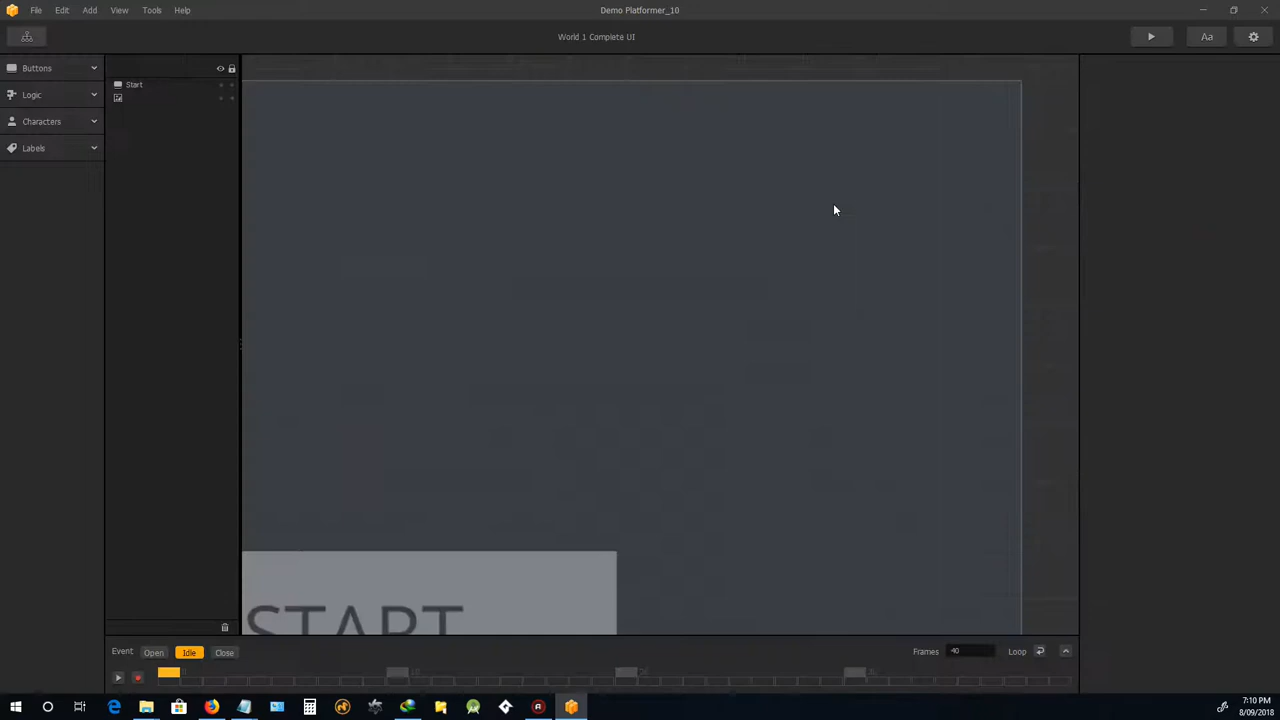 File Edit Add View Tools Help
Demo Platformer_10
World 1 Complete UI
Aa
Buttons
Logic
Characters
Labels
Start
START
Event Open Idle Close
Frames 40 Loop
0
7:10 PM
8/09/2018